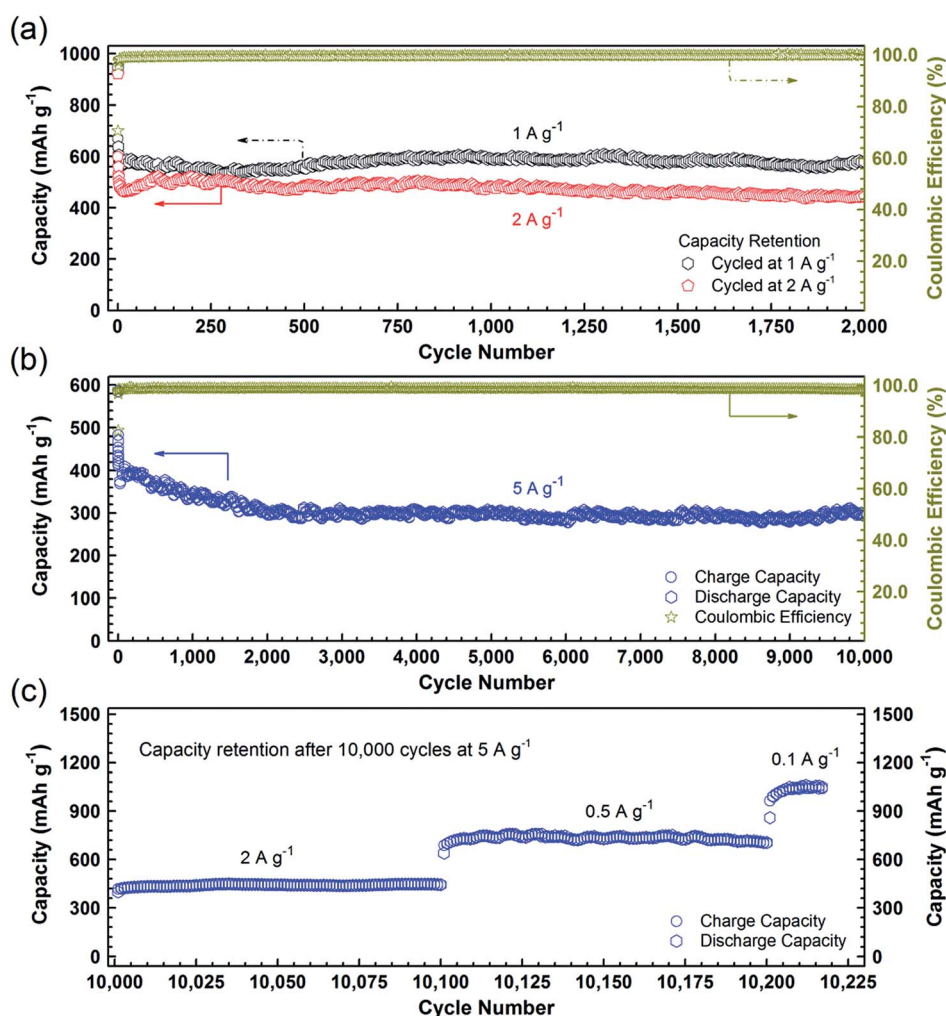 (a)
1000
800
600
400
200
0
Capacity (mAh g⁻¹)
1 A g⁻¹
2 A g⁻¹
Capacity Retention
Cycled at 1 A g⁻¹
Cycled at 2 A g⁻¹
100.0
80.0
60.0
40.0
20.0
Coulombic Efficiency (%)
0 250 500 750 1,000 1,250 1,500 1,750 2,000
Cycle Number
(b)
600
500
400
300
200
100
0
Capacity (mAh g⁻¹)
5 A g⁻¹
Charge Capacity
Discharge Capacity
Coulombic Efficiency
100.0
80.0
60.0
40.0
20.0
Coulombic Efficiency (%)
0 1,000 2,000 3,000 4,000 5,000 6,000 7,000 8,000 9,000 10,000
Cycle Number
(c)
1500
1200
900
600
300
0
Capacity (mAh g⁻¹)
Capacity retention after 10,000 cycles at 5 A g⁻¹
0.1 A g⁻¹
0.5 A g⁻¹
2 A g⁻¹
Charge Capacity
Discharge Capacity
1500
1200
900
600
300
0
Capacity (mAh g⁻¹)
10,000 10,025 10,050 10,075 10,100 10,125 10,150 10,175 10,200 10,225
Cycle Number